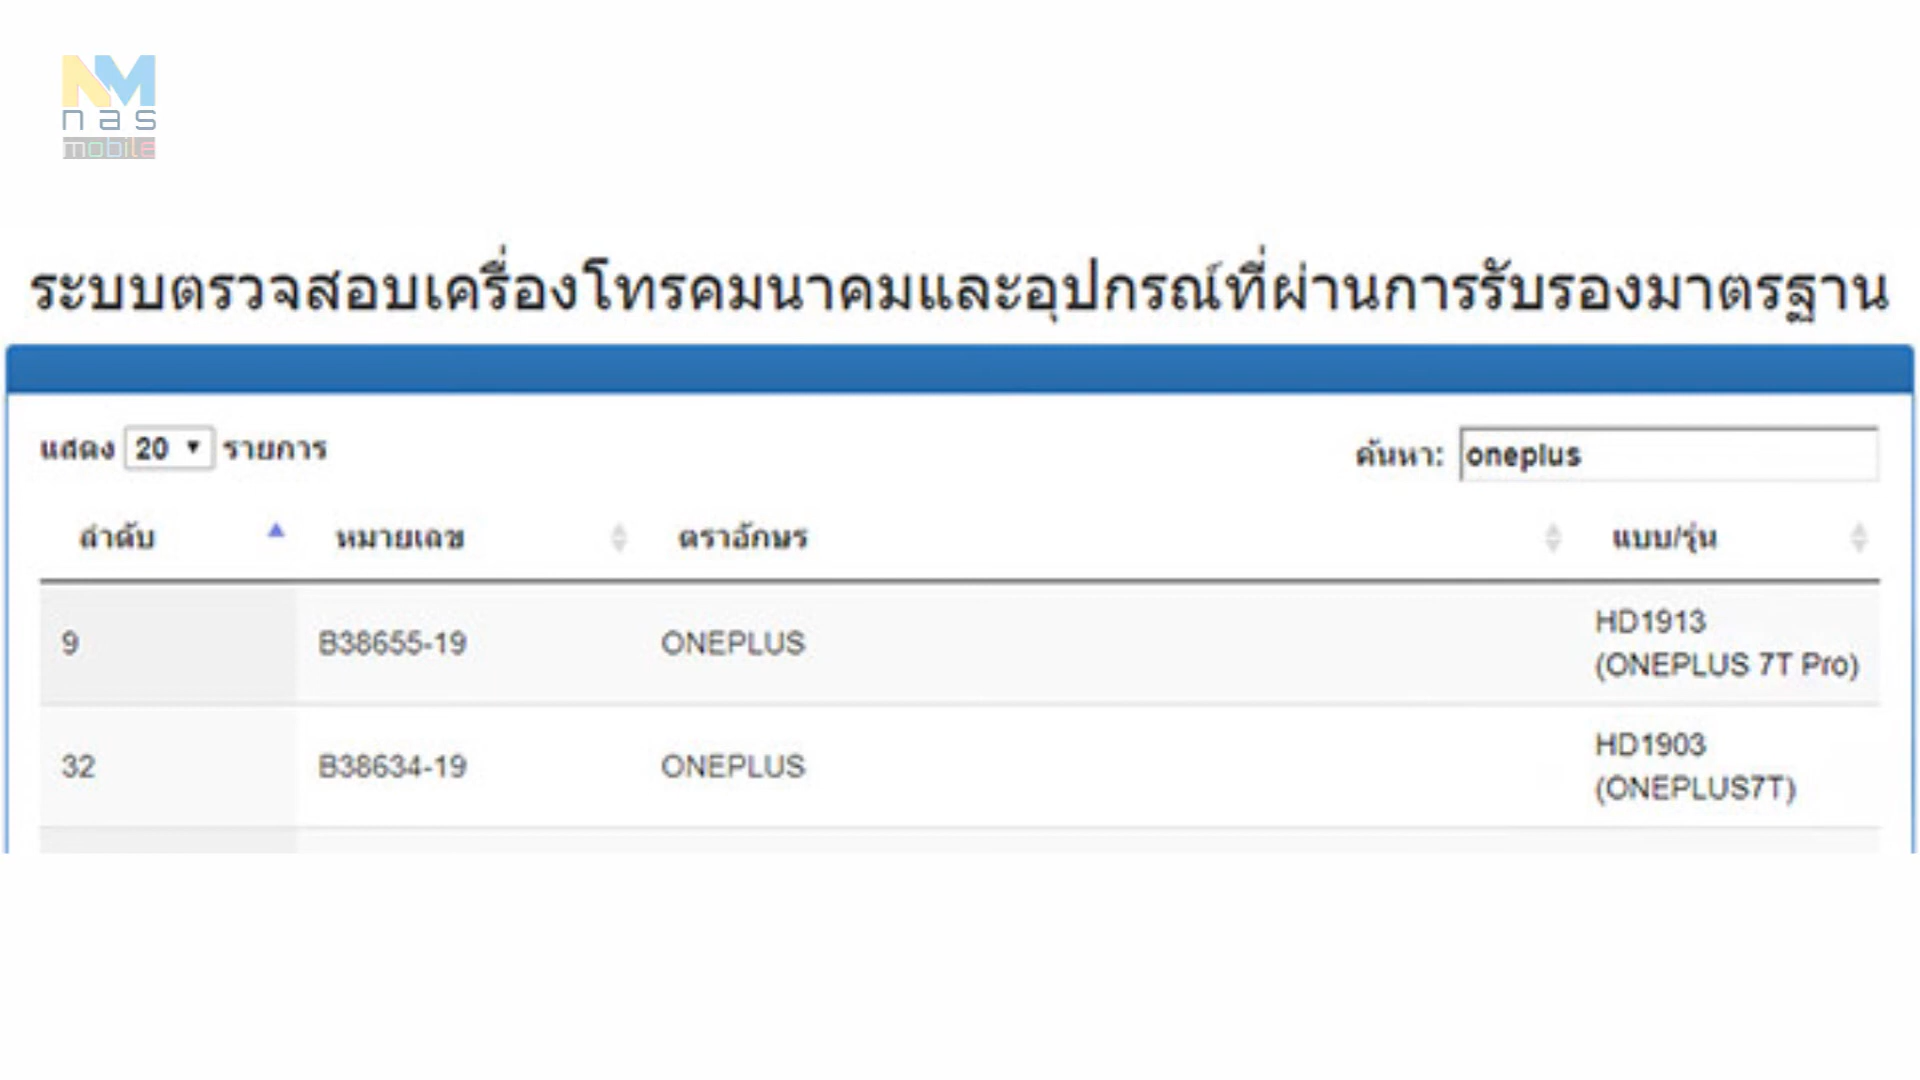 NM
nas
mobile
ระบบตรวจสอบเครื่องโทรคมนาคมและอุปกรณ์ที่ผ่านการรับรองมาตรฐาน
แสดง 20 รายการ ค้นหา: oneplus
ลำดับ หมายเลข ตราอักษร แบบ/รุ่น
9 B38655-19 ONEPLUS HD1913
(ONEPLUS 7T Pro)
32 B38634-19 ONEPLUS HD1903
(ONEPLUS7T)